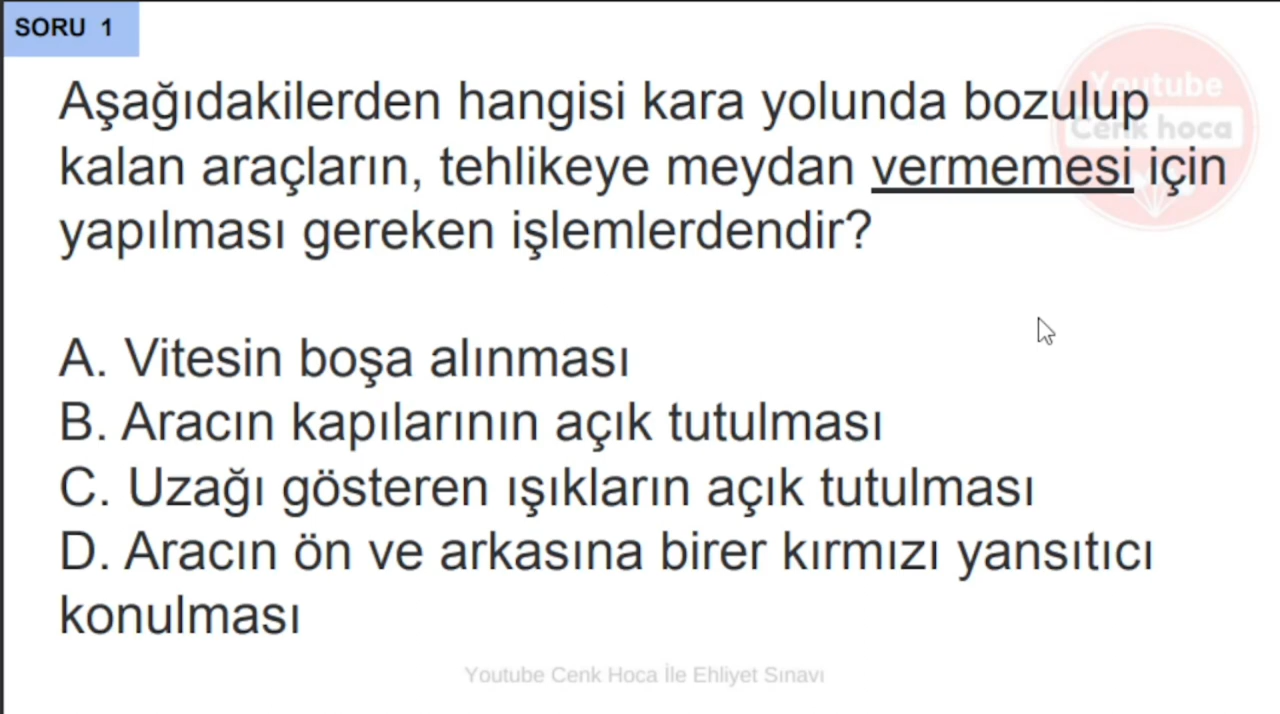 SORU 1
Youtube
Cenk hoca
Aşağıdakilerden hangisi kara yolunda bozulup
kalan araçların, tehlikeye meydan vermemesi için
yapılması gereken işlemlerdendir?
A. Vitesin boşa alınması
B. Aracın kapılarının açık tutulması
C. Uzağı gösteren ışıkların açık tutulması
D. Aracın ön ve arkasına birer kırmızı yansıtıcı
konulması
Youtube Cenk Hoca İle Ehliyet Sınavı